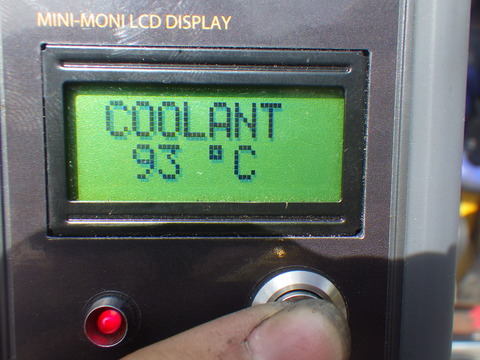 MINI-MONI LCD DISPLAY
COOLANT
93 °C